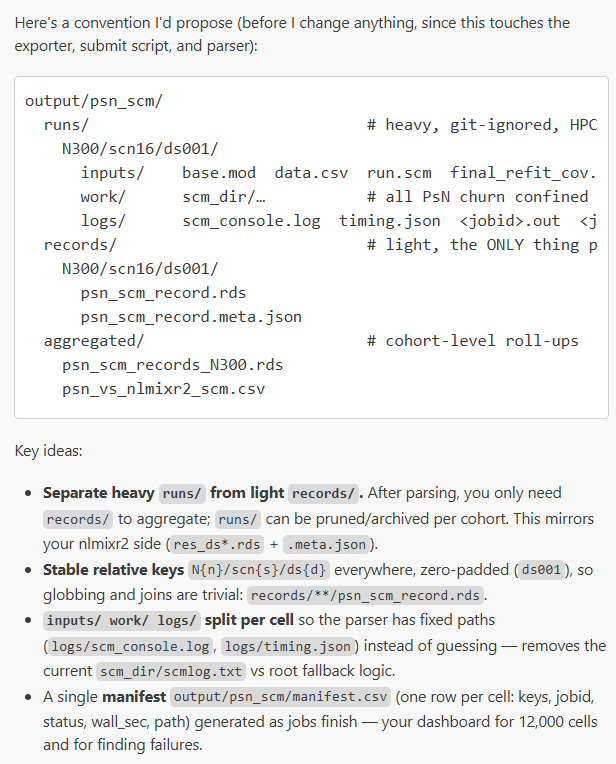 Here's a convention I'd propose (before I change anything, since this touches the
exporter, submit script, and parser):
output/psn_scm/
runs/ # heavy, git-ignored, HPC
N300/scn16/ds001/
inputs/ base.mod data.csv run.scm final_refit_cov.
work/ scm_dir/… # all PsN churn confined
logs/ scm_console.log timing.json <jobid>.out <j
records/ # light, the ONLY thing p
N300/scn16/ds001/
psn_scm_record.rds
psn_scm_record.meta.json
aggregated/ # cohort-level roll-ups
psn_scm_records_N300.rds
psn_vs_nlmixr2_scm.csv
Key ideas:
• Separate heavy runs/ from light records/. After parsing, you only need
records/ to aggregate; runs/ can be pruned/archived per cohort. This mirrors
your nlmixr2 side (res_ds*.rds + .meta.json).
• Stable relative keys N{n}/scn{s}/ds{d} everywhere, zero-padded (ds001), so
globbing and joins are trivial: records/**/psn_scm_record.rds.
• inputs/ work/ logs/ split per cell so the parser has fixed paths
(logs/scm_console.log, logs/timing.json) instead of guessing — removes the
current scm_dir/scmlog.txt vs root fallback logic.
• A single manifest output/psn_scm/manifest.csv (one row per cell: keys, jobid,
status, wall_sec, path) generated as jobs finish — your dashboard for 12,000 cells
and for finding failures.